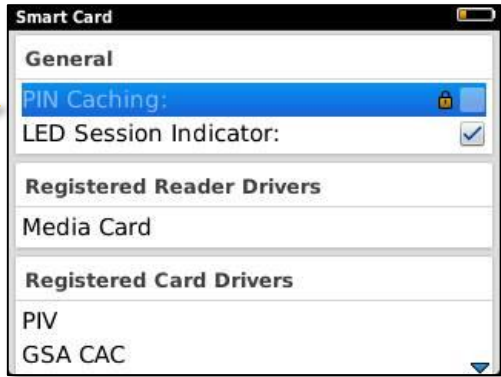 Smart Card
General
PIN Caching:
LED Session Indicator:
Registered Reader Drivers
Media Card
Registered Card Drivers
PIV
GSA CAC